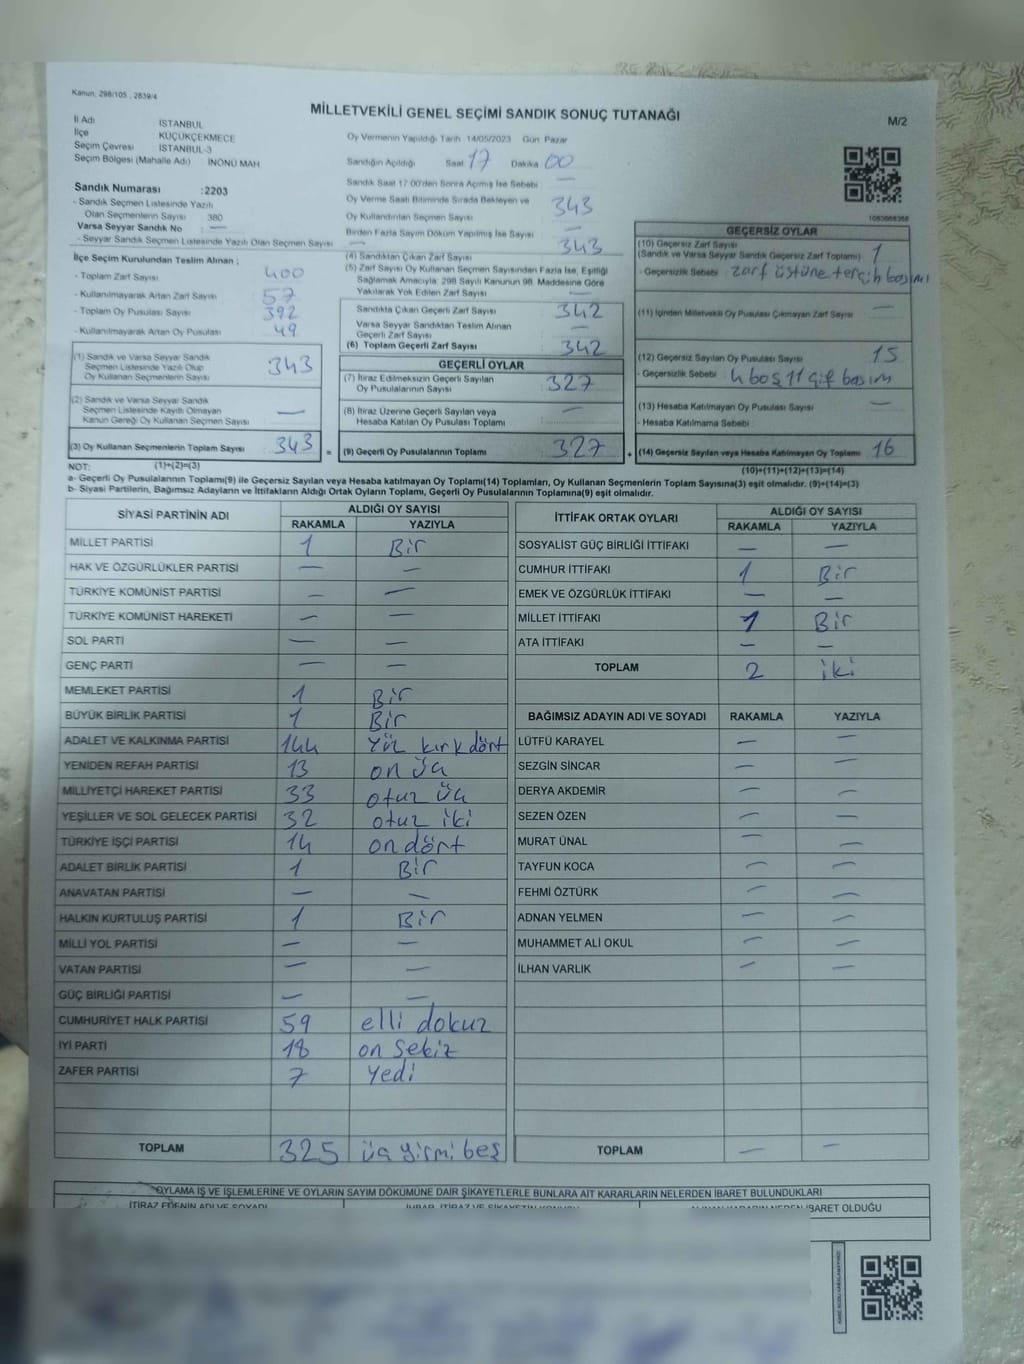 Kanun, 298/105 , 2839/4
MİLLETVEKİLİ GENEL SEÇİMİ SANDIK SONUÇ TUTANAĞI
M/2
İl Adı İSTANBUL
İlçe KÜÇÜKÇEKMECE
Seçim Çevresi İSTANBUL-3
Seçim Bölgesi (Mahalle Adı) İNÖNÜ MAH
Oy Vermenin Yapıldığı Tarih 14/05/2023 Gün Pazar
Sandığın Açıldığı Saat 17 Dakika 00
Sandık Saat 17:00'den Sonra Açılmış İse Sebebi —
Oy Verme Saati Bitiminde Sırada Bekleyen ve
Oy Kullandırılan Seçmen Sayısı 343
Birden Fazla Sayım Döküm Yapılmış İse Sayısı —
Sandık Numarası :2203
- Sandık Seçmen Listesinde Yazılı
Olan Seçmenlerin Sayısı : 380
Varsa Seyyar Sandık No : —
- Seyyar Sandık Seçmen Listesinde Yazılı Olan Seçmen Sayısı
İlçe Seçim Kurulundan Teslim Alınan ;
- Toplam Zarf Sayısı 400
- Kullanılmayarak Artan Zarf Sayısı 57
- Toplam Oy Pusulası Sayısı 392
- Kullanılmayarak Artan Oy Pusulası 49
(1) Sandık ve Varsa Seyyar Sandık
Seçmen Listesinde Yazılı Olup
Oy Kullanan Seçmenlerin Sayısı 343
(2) Sandık ve Varsa Seyyar Sandık
Seçmen Listesinde Kayıtlı Olmayan
Kanun Gereği Oy Kullanan Seçmen Sayısı —
(3) Oy Kullanan Seçmenlerin Toplam Sayısı 343 =
(4) Sandıktan Çıkan Zarf Sayısı 343
(5) Zarf Sayısı Oy Kullanan Seçmen Sayısından Fazla İse, Eşitliği
Sağlamak Amacıyla; 298 Sayılı Kanunun 98. Maddesine Göre
Yakılarak Yok Edilen Zarf Sayısı —
Sandıkta Çıkan Geçerli Zarf Sayısı 342
Varsa Seyyar Sandıktan Teslim Alınan
Geçerli Zarf Sayısı —
(6) Toplam Geçerli Zarf Sayısı 342
GEÇERLİ OYLAR
(7) İtiraz Edilmeksizin Geçerli Sayılan
Oy Pusulalarının Sayısı 327
(8) İtiraz Üzerine Geçerli Sayılan veya
Hesaba Katılan Oy Pusulası Toplamı —
(9) Geçerli Oy Pusulalarının Toplamı 327 +
GEÇERSİZ OYLAR
(10) Geçersiz Zarf Sayısı
(Sandık ve Varsa Seyyar Sandık Geçersiz Zarf Toplamı) 1
- Geçersizlik Sebebi : zarf üstüne tercih basımı
(11) İçinden Milletvekili Oy Pusulası Çıkmayan Zarf Sayısı —
(12) Geçersiz Sayılan Oy Pusulası Sayısı 15
- Geçersizlik Sebebi : 4 boş 11 çift basım
(13) Hesaba Katılmayan Oy Pusulası Sayısı —
- Hesaba Katılmama Sebebi :
(14) Geçersiz Sayılan veya Hesaba Katılmayan Oy Toplamı 16
NOT: (1)+(2)=(3) (10)+(11)+(12)+(13)=(14)
a- Geçerli Oy Pusulalarının Toplamı(9) ile Geçersiz Sayılan veya Hesaba Katılmayan Oy Toplamı(14) Toplamları, Oy Kullanan Seçmenlerin Toplam Sayısına(3) eşit olmalıdır. (9)+(14)=(3)
b- Siyasi Partilerin, Bağımsız Adayların ve İttifakların Aldığı Ortak Oyların Toplamı, Geçerli Oy Pusulalarının Toplamına(9) eşit olmalıdır.
SİYASİ PARTİNİN ADI ALDIĞI OY SAYISI
RAKAMLA YAZIYLA
MİLLET PARTİSİ 1 Bir
HAK VE ÖZGÜRLÜKLER PARTİSİ — —
TÜRKİYE KOMÜNİST PARTİSİ — —
TÜRKİYE KOMÜNİST HAREKETİ — —
SOL PARTİ — —
GENÇ PARTİ — —
MEMLEKET PARTİSİ 1 Bir
BÜYÜK BİRLİK PARTİSİ 1 Bir
ADALET VE KALKINMA PARTİSİ 144 yüz kırk dört
YENİDEN REFAH PARTİSİ 13 on üç
MİLLİYETÇİ HAREKET PARTİSİ 33 otuz üç
YEŞİLLER VE SOL GELECEK PARTİSİ 32 otuz iki
TÜRKİYE İŞÇİ PARTİSİ 14 on dört
ADALET BİRLİK PARTİSİ 1 Bir
ANAVATAN PARTİSİ — —
HALKIN KURTULUŞ PARTİSİ 1 Bir
MİLLİ YOL PARTİSİ — —
VATAN PARTİSİ — —
GÜÇ BİRLİĞİ PARTİSİ — —
CUMHURİYET HALK PARTİSİ 59 elli dokuz
İYİ PARTİ 18 on sekiz
ZAFER PARTİSİ 7 yedi
TOPLAM 325 üç yirmi beş
İTTİFAK ORTAK OYLARI ALDIĞI OY SAYISI
RAKAMLA YAZIYLA
SOSYALİST GÜÇ BİRLİĞİ İTTİFAKI — —
CUMHUR İTTİFAKI 1 Bir
EMEK VE ÖZGÜRLÜK İTTİFAKI — —
MİLLET İTTİFAKI 1 Bir
ATA İTTİFAKI — —
TOPLAM 2 iki
BAĞIMSIZ ADAYIN ADI VE SOYADI RAKAMLA YAZIYLA
LÜTFÜ KARAYEL — —
SEZGİN SİNCAR — —
DERYA AKDEMİR — —
SEZEN ÖZEN — —
MURAT ÜNAL — —
TAYFUN KOCA — —
FEHMİ ÖZTÜRK — —
ADNAN YELMEN — —
MUHAMMET ALİ OKUL — —
İLHAN VARLIK — —
TOPLAM — —
OYLAMA İŞ VE İŞLEMLERİNE VE OYLARIN SAYIM DÖKÜMÜNE DAİR ŞİKAYETLERLE BUNLARA AİT KARARLARIN NELERDEN İBARET BULUNDUKLARI
İTİRAZ EDENİN ADI VE SOYADI
İBARET OLDUĞU